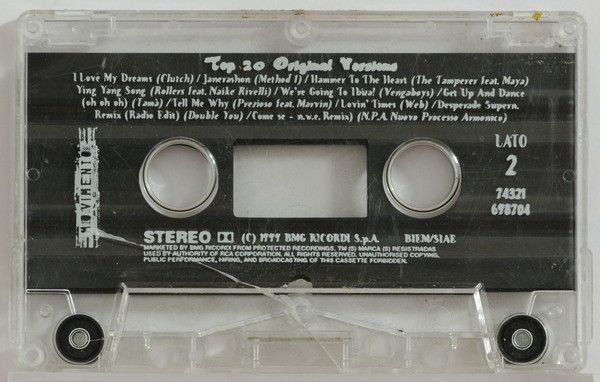 Top 20 Original Versions
I Love My Dreams (Clutch) / Janerashon (Method 1) / Hammer To The Heart (The Tamperer feat. Maya)
Ying Yang Song (Rollers feat. Naike Rivelli) / We're Going To Ibiza! (Vengaboys) / Get Up And Dance
(oh oh oh) (Tamà) / Tell Me Why (Prezioso feat. Marvin) / Lovin' Times (Web) / Desperade Supern.
Remix (Radio Edit) (Double You) / Come se - n.w.e. Remix) (N.P.A. Nuovo Processo Armonico)
MOVIMENTO
LATO
2
74321
698704
STEREO (C) 1999 BMG RICORDI S.p.A. BIEM/SIAE
MARKETED BY BMG RICORDI FROM PROTECTED RECORDINGS. TM (S) MARCA (S) REGISTRADAS
USED BY AUTHORITY OF RCA CORPORATION. ALL RIGHTS RESERVED. UNAUTHORISED COPYING,
PUBLIC PERFORMANCE, HIRING, AND BROADCASTING OF THIS CASSETTE FORBIDDEN.